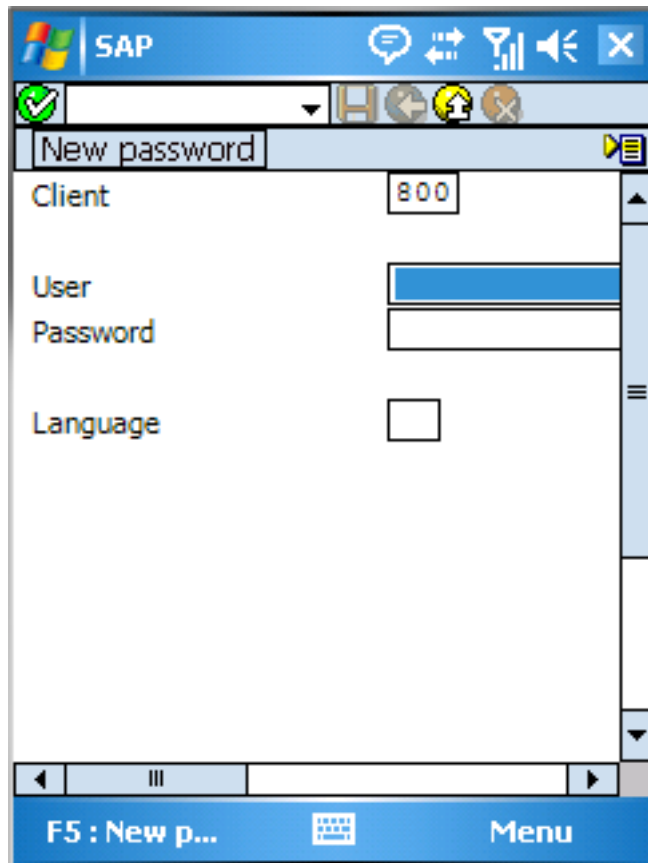 SAP
New password
Client 800
User
Password
Language
F5 : New p... Menu